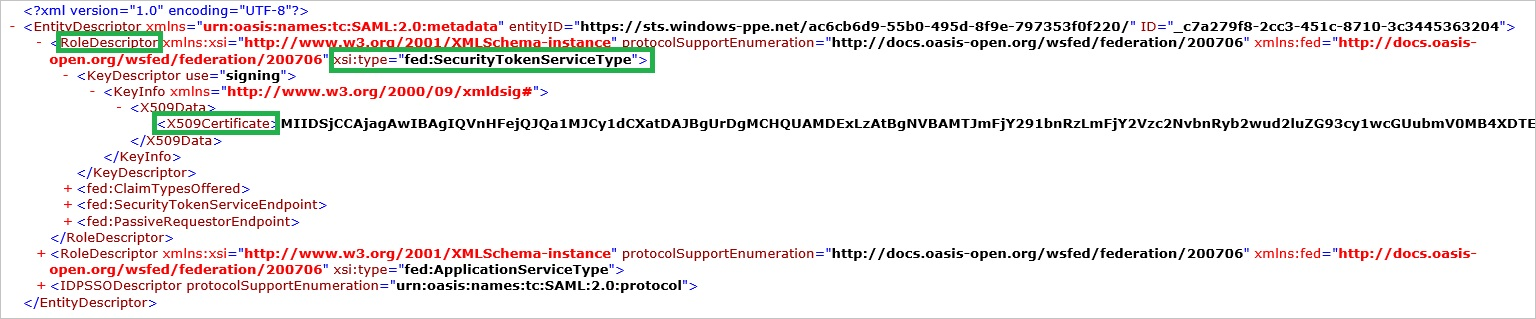 <?xml version="1.0" encoding="UTF-8"?>
- <EntityDescriptor xmlns="urn:oasis:names:tc:SAML:2.0:metadata" entityID="https://sts.windows-ppe.net/ac6cb6d9-55b0-495d-8f9e-797353f0f220/" ID="_c7a279f8-2cc3-451c-8710-3c3445363204">
- <RoleDescriptor xmlns:xsi="http://www.w3.org/2001/XMLSchema-instance" protocolSupportEnumeration="http://docs.oasis-open.org/wsfed/federation/200706" xmlns:fed="http://docs.oasis-
open.org/wsfed/federation/200706" xsi:type="fed:SecurityTokenServiceType">
- <KeyDescriptor use="signing">
- <KeyInfo xmlns="http://www.w3.org/2000/09/xmldsig#">
- <X509Data>
<X509Certificate>MIIDSjCCAjagAwIBAgIQVnHFejQJQa1MJCy1dCXatDAJBgUrDgMCHQUAMDExLzAtBgNVBAMTJmFjY291bnRzLmFjY2Vzc2NvbnRyb2wud2luZG93cy1wcGUubmV0MB4XDTE
</X509Data>
</KeyInfo>
</KeyDescriptor>
+ <fed:ClaimTypesOffered>
+ <fed:SecurityTokenServiceEndpoint>
+ <fed:PassiveRequestorEndpoint>
</RoleDescriptor>
+ <RoleDescriptor xmlns:xsi="http://www.w3.org/2001/XMLSchema-instance" protocolSupportEnumeration="http://docs.oasis-open.org/wsfed/federation/200706" xmlns:fed="http://docs.oasis-
open.org/wsfed/federation/200706" xsi:type="fed:ApplicationServiceType">
+ <IDPSSODescriptor protocolSupportEnumeration="urn:oasis:names:tc:SAML:2.0:protocol">
</EntityDescriptor>